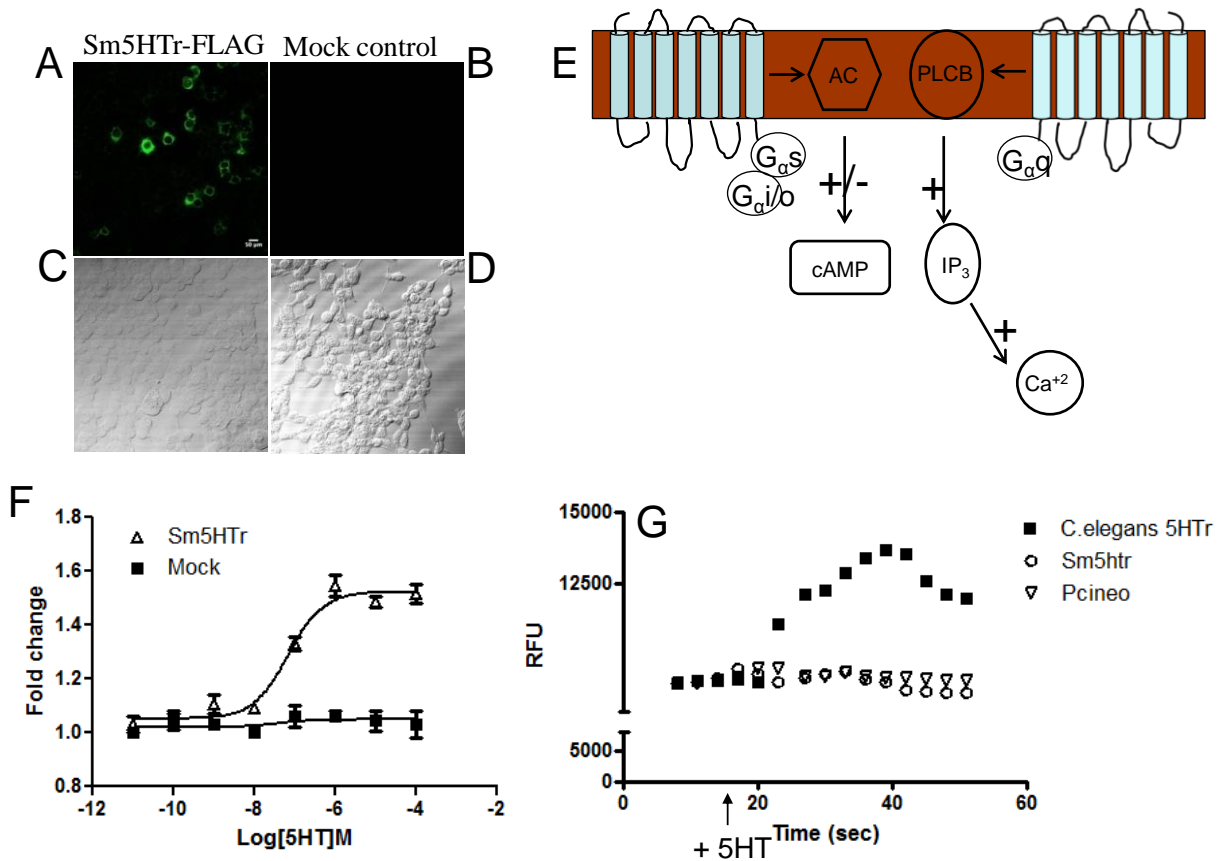 Sm5HTr-FLAG Mock control
A B
50 µm
C D
E
AC PLCB
Gαs
Gαi/o
Gαq
+/- +
cAMP IP3
+
Ca+2
F
1.8
1.6
1.4
1.2
1.0
0.8
Fold change
Sm5HTr
Mock
-12 -10 -8 -6 -4 -2
Log[5HT]M
G
15000
12500
5000
0
RFU
C.elegans 5HTr
Sm5htr
Pcineo
0 20 40 60
+ 5HT
Time (sec)